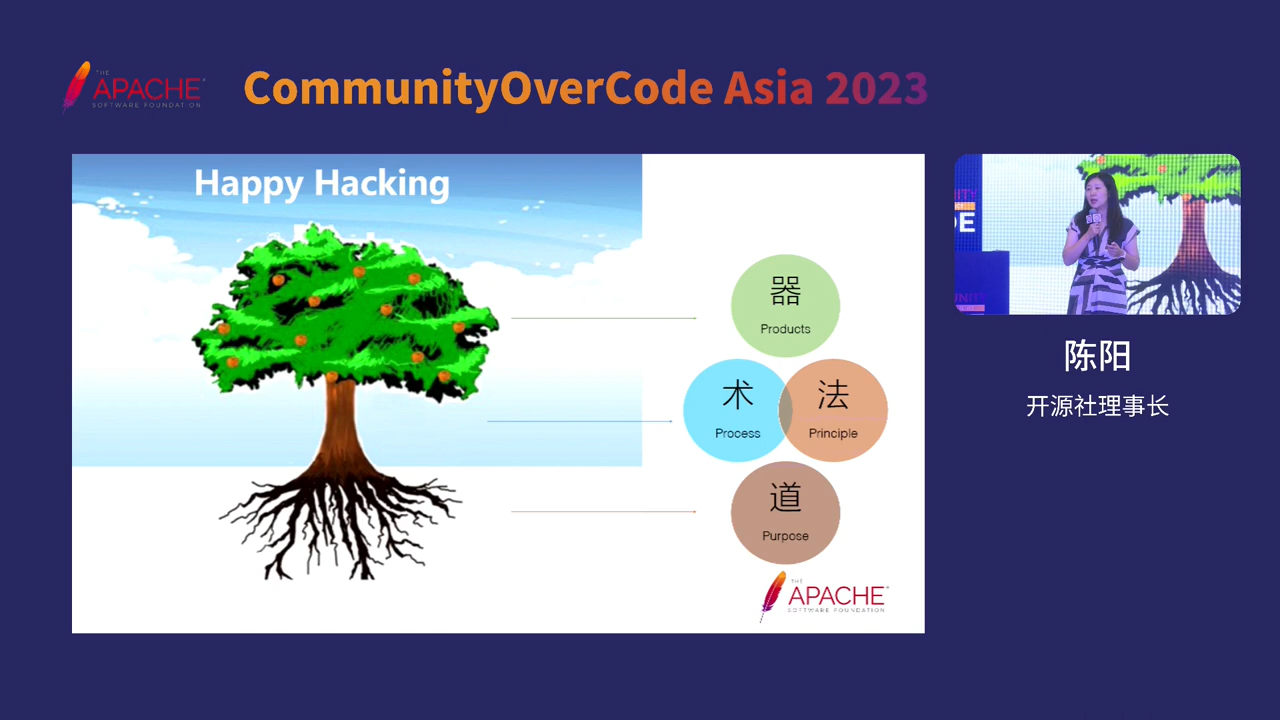 THE
APACHE
SOFTWARE FOUNDATION
CommunityOverCode Asia 2023
Happy Hacking
器
Products
术
Process
法
Principle
道
Purpose
THE
APACHE
SOFTWARE FOUNDATION
陈阳
开源社理事长